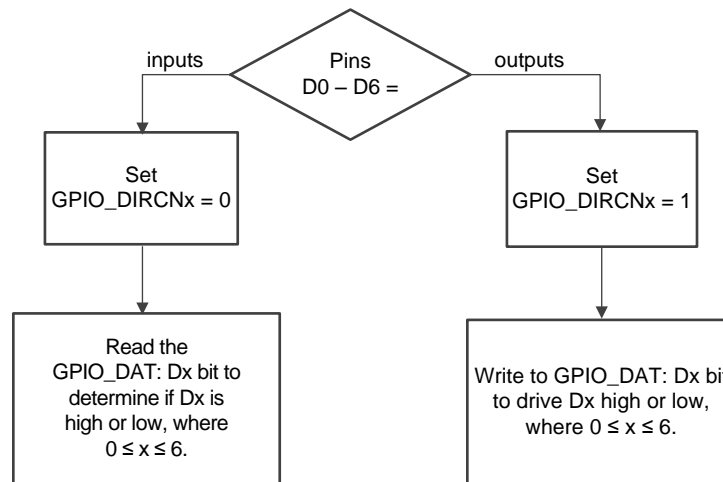 inputs
Pins
D0 – D6 =
outputs
Set
GPIO_DIRCNx = 0
Set
GPIO_DIRCNx = 1
Read the
GPIO_DAT: Dx bit to
determine if Dx is
high or low, where
0 ≤ x ≤ 6.
Write to GPIO_DAT: Dx bit
to drive Dx high or low,
where 0 ≤ x ≤ 6.